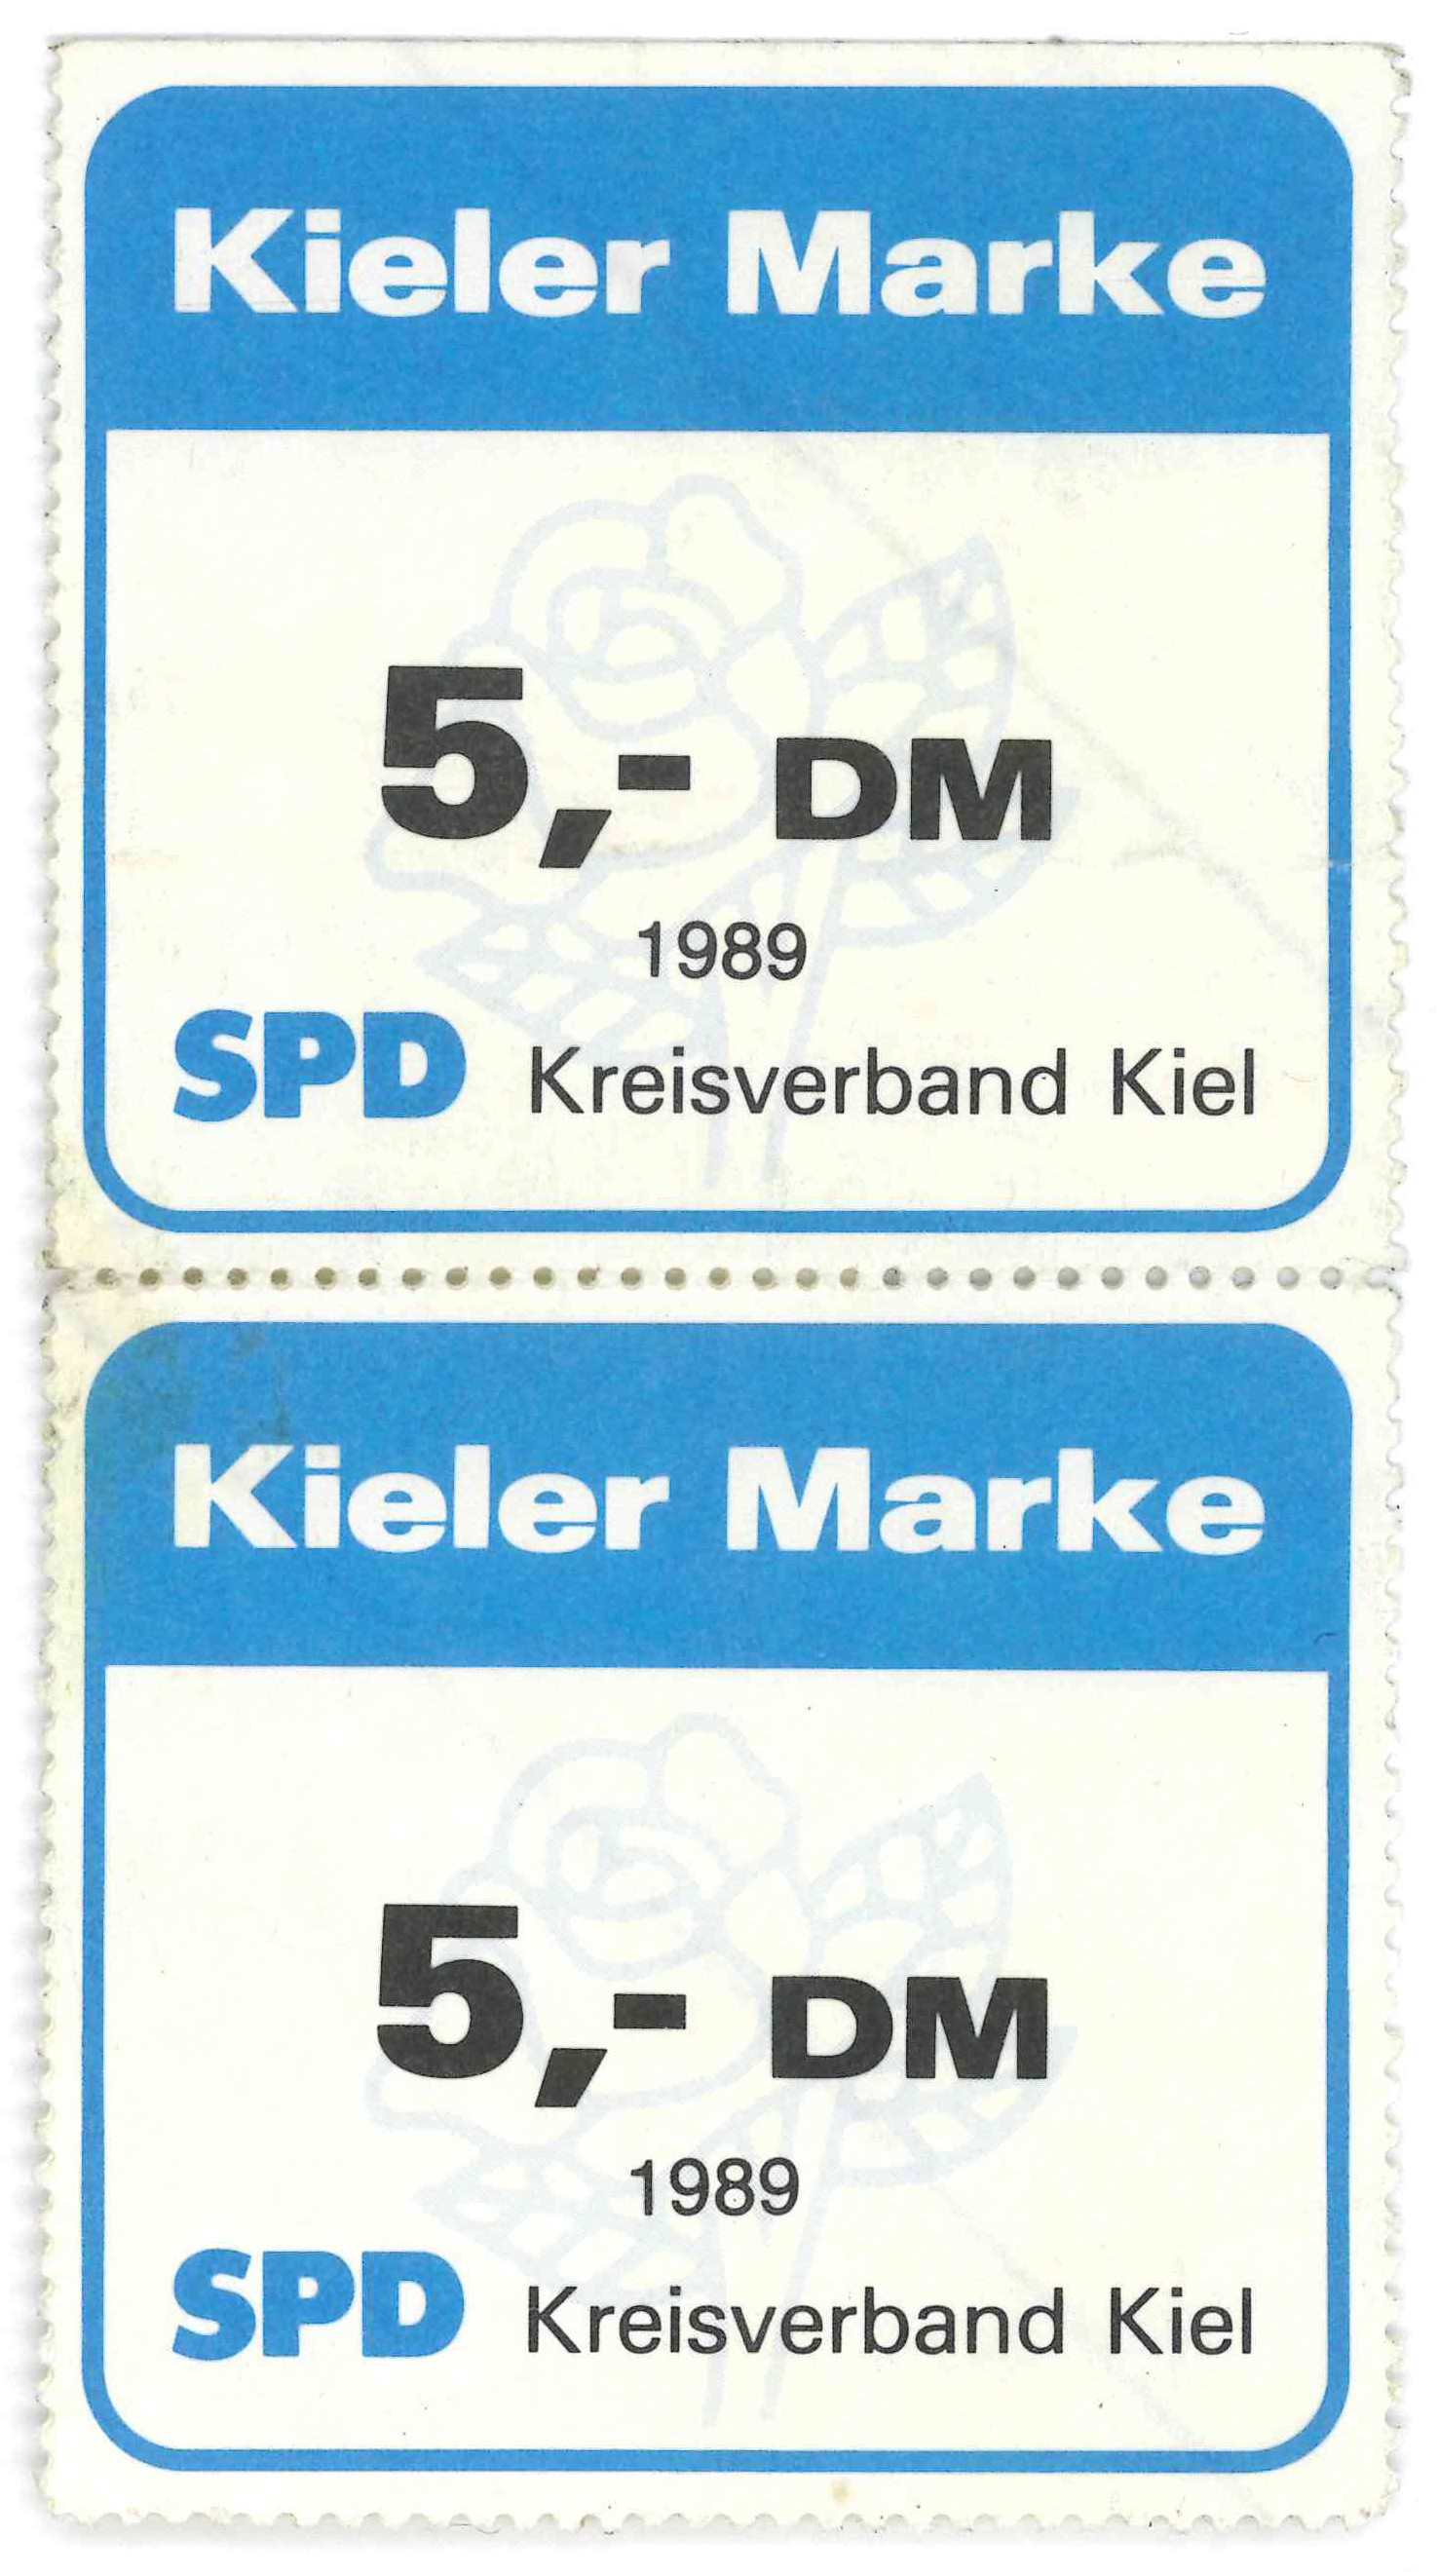 Kieler Marke
5,- DM
1989
SPD Kreisverband Kiel
Kieler Marke
5,- DM
1989
SPD Kreisverband Kiel